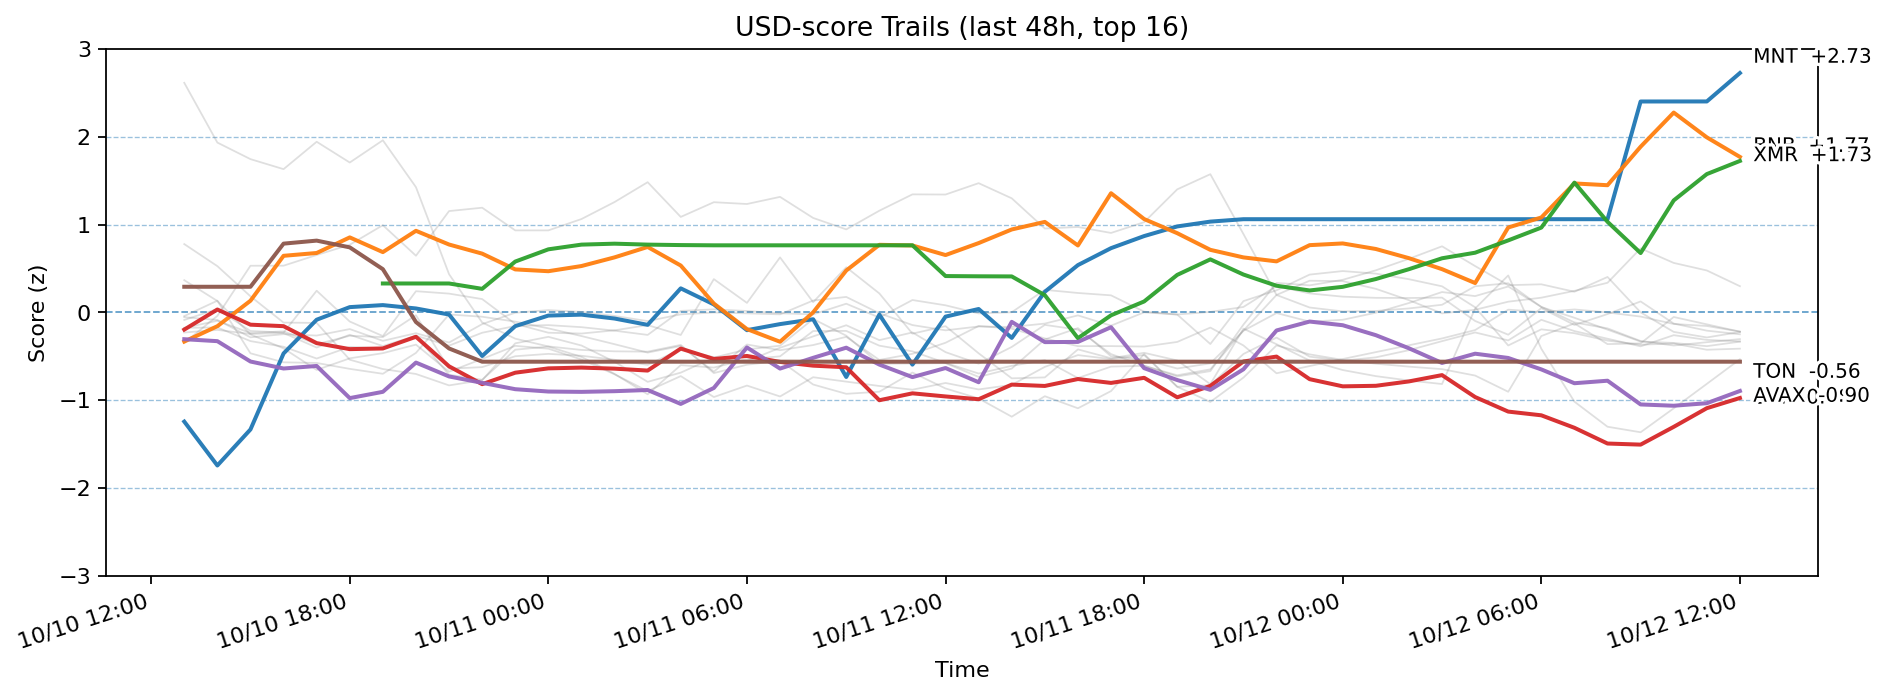 USD-score Trails (last 48h, top 16)
3
2
1
0
−1
−2
−3
Score (z)
MNT +2.73
XMR +1.73
TON -0.56
AVAX -0.90
10/10 12:00
10/10 18:00
10/11 00:00
10/11 06:00
10/11 12:00
10/11 18:00
10/12 00:00
10/12 06:00
10/12 12:00
Time